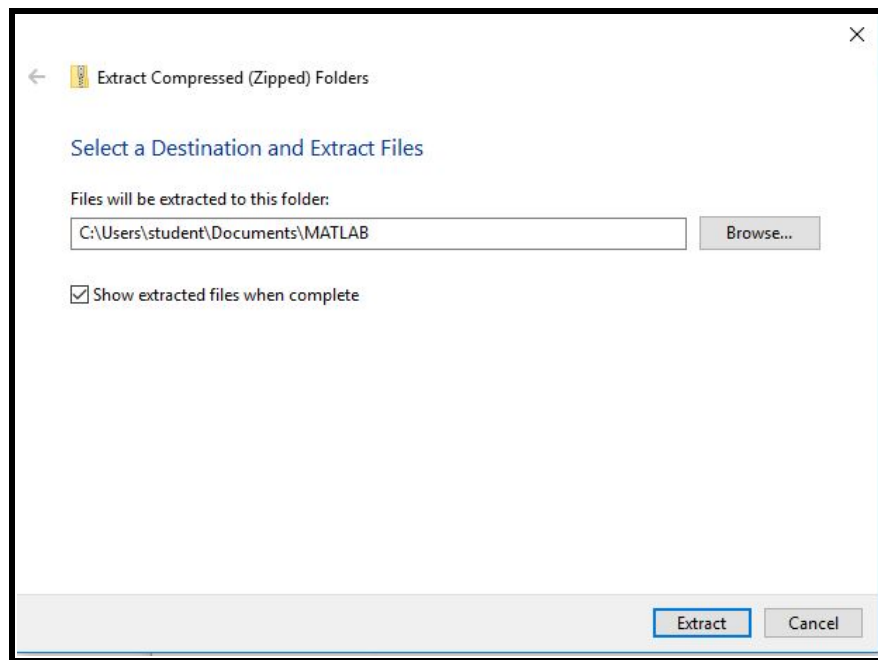 Extract Compressed (Zipped) Folders
Select a Destination and Extract Files
Files will be extracted to this folder:
C:\Users\student\Documents\MATLAB
Browse...
Show extracted files when complete
Extract
Cancel